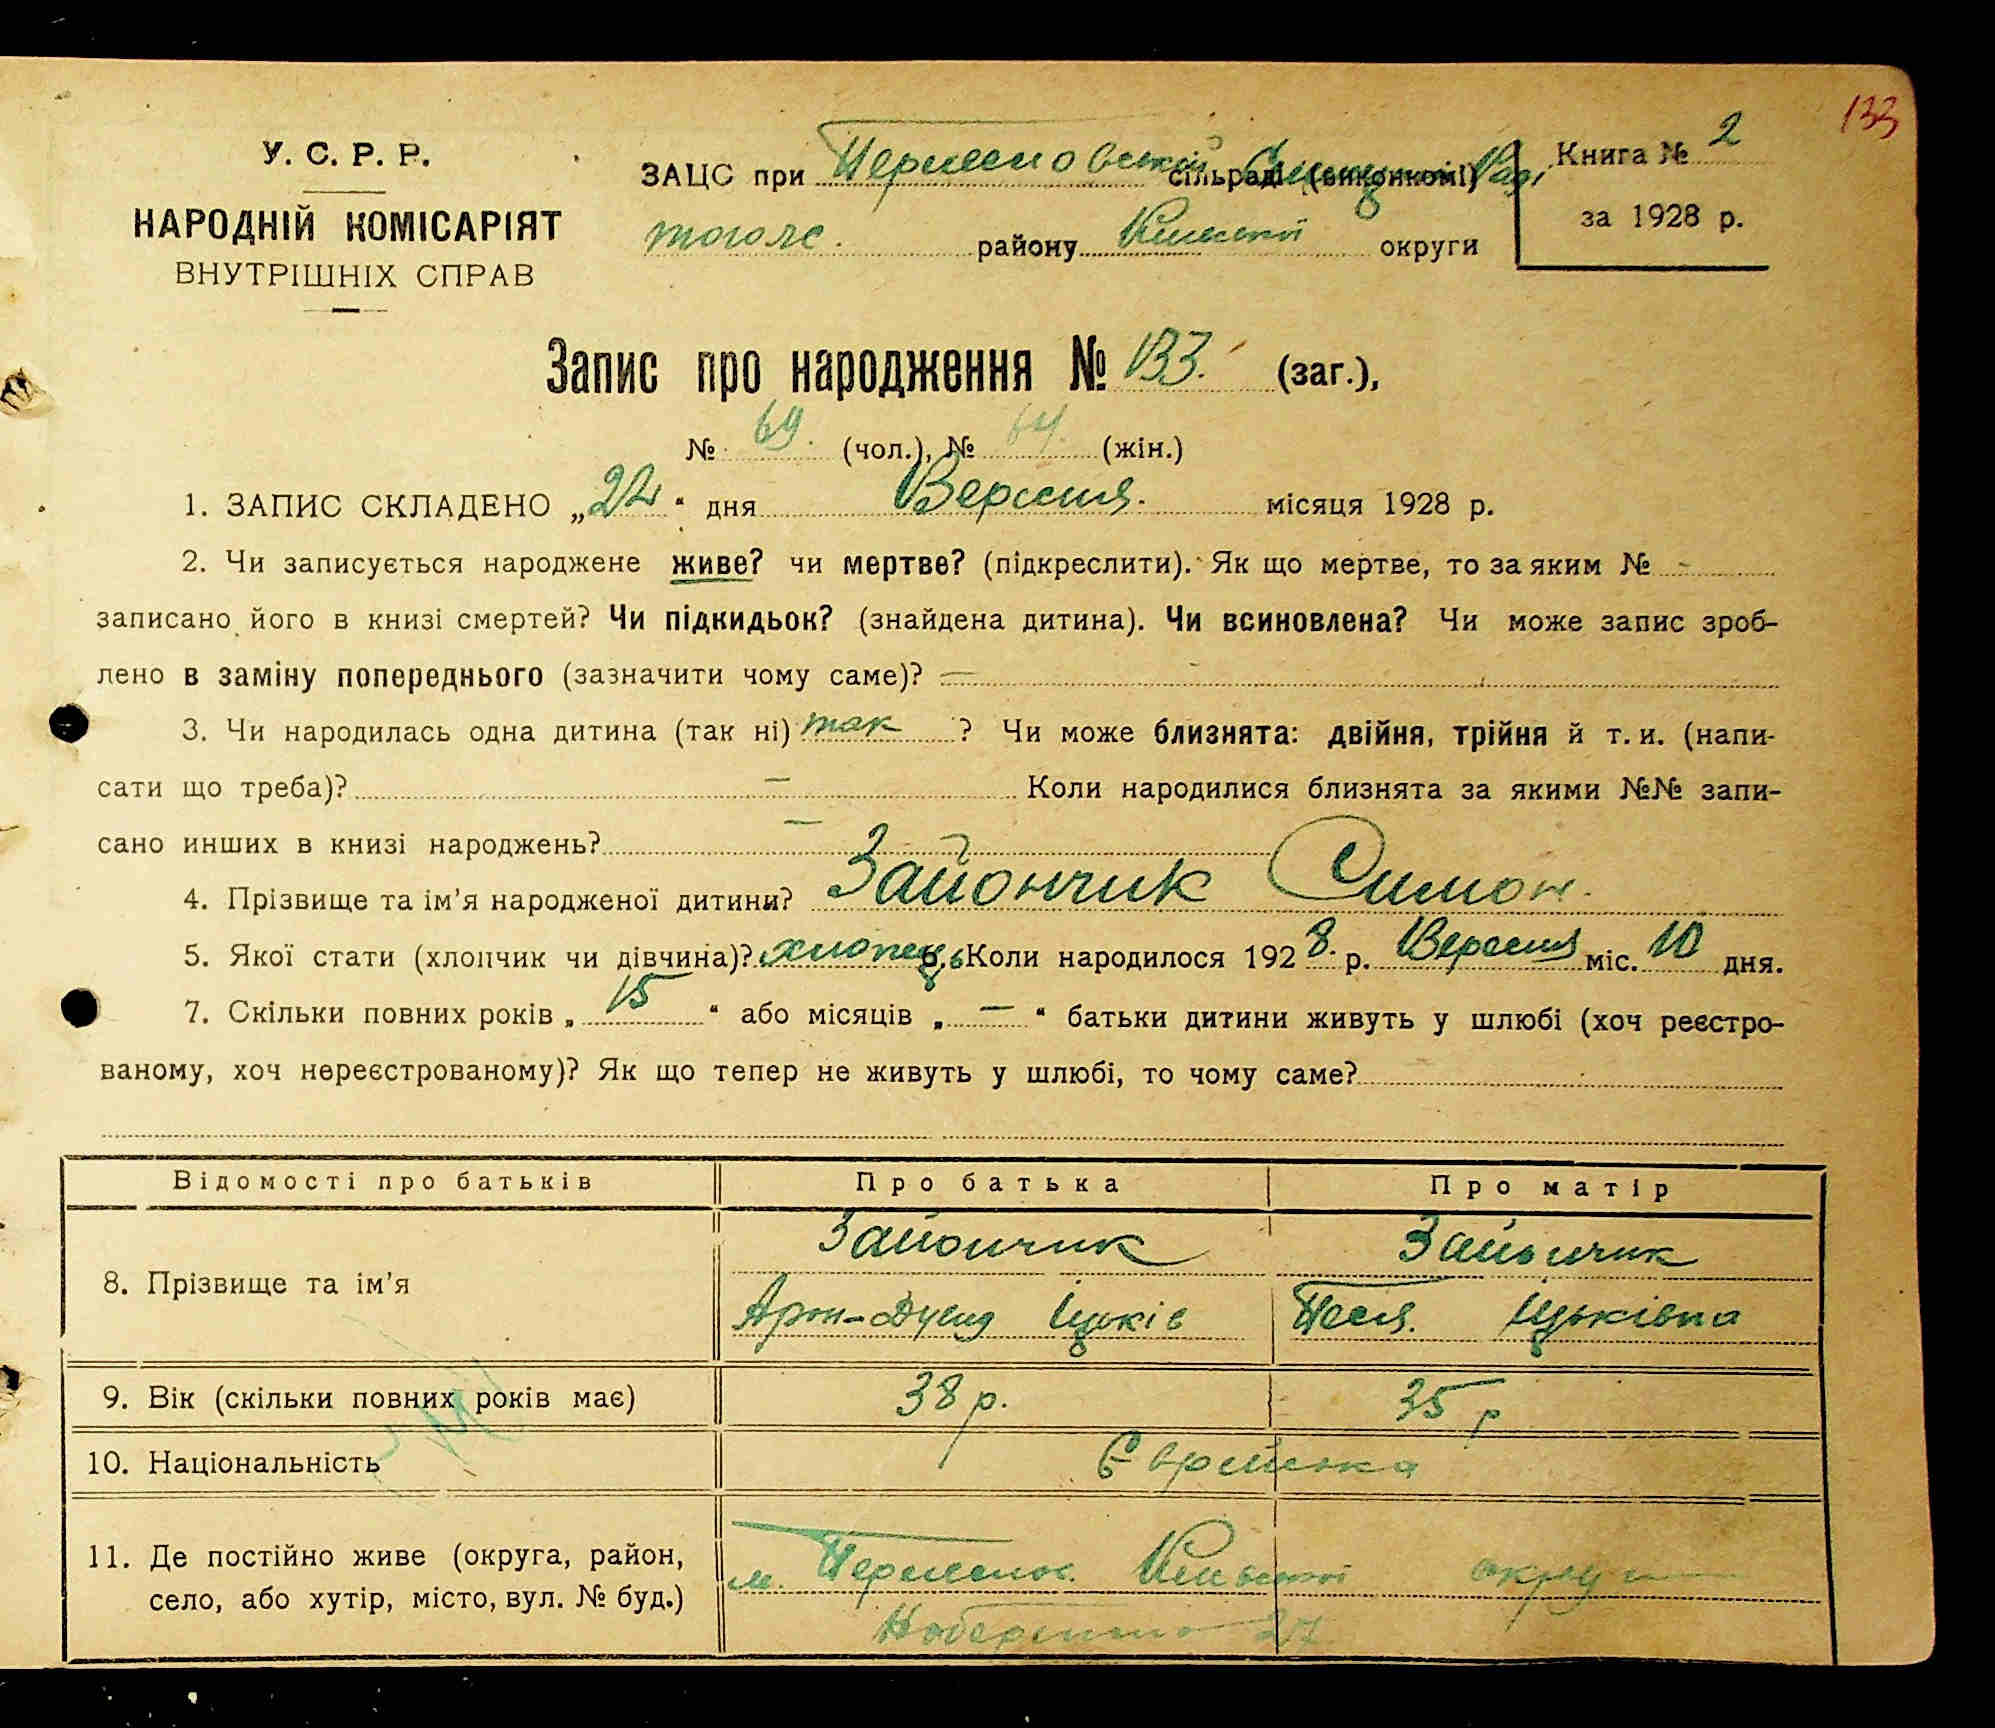 133
У. С. Р. Р.
НАРОДНІЙ КОМІСАРІЯТ
ВНУТРІШНІХ СПРАВ
ЗАЦС при сільраді (виконкомі)
того ж. району Київської округи
Книга № 2
за 1928 р.
Запис про народження № 133. (заг.),
№ 69. (чол.), № 64. (жін.)
1. ЗАПИС СКЛАДЕНО „22“ дня Вересня. місяця 1928 р.
2. Чи записується народжене живе? чи мертве? (підкреслити). Як що мертве, то за яким № -
записано його в книзі смертей? Чи підкидьок? (знайдена дитина). Чи всиновлена? Чи може запис зроб-
лено в заміну попереднього (зазначити чому саме)? —
3. Чи народилась одна дитина (так ні) так ? Чи може близнята: двійня, трійня й т. и. (напи-
сати що треба)? — Коли народилися близнята за якими №№ запи-
сано инших в книзі народжень? —
4. Прізвище та ім'я народженої дитини? Зайончик Симон.
5. Якої стати (хлопчик чи дівчина)? хлопець 6. Коли народилося 1928 р. Вересня міс. 10 дня.
7. Скільки повних років „ 15 “ або місяців „ — “ батьки дитини живуть у шлюбі (хоч реєстро-
ваному, хоч нереєстрованому)? Як що тепер не живуть у шлюбі, то чому саме?
Відомості про батьків Про батька Про матір
8. Прізвище та ім'я
Зайончик Зайончик
Арон- Іцьків Песя. Іцьківна
9. Вік (скільки повних років має) 38 р. 35 р
10. Національність Єврейська
11. Де постійно живе (округа, район,
село, або хутір, місто, вул. № буд.)
м. Київської округи
27